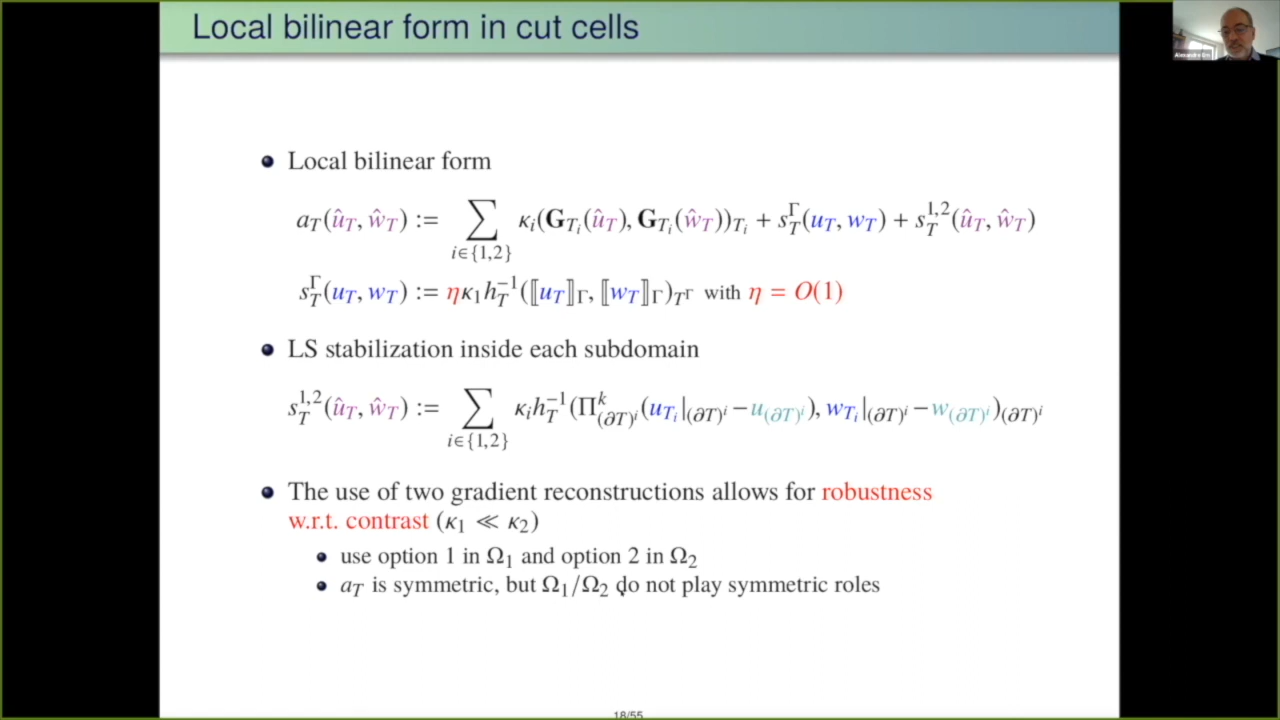 Local bilinear form in cut cells
Local bilinear form
a_T(û_T, ŵ_T) := ∑_{i∈{1,2}} κ_i(G_{T_i}(û_T), G_{T_i}(ŵ_T))_{T_i} + s_T^Γ(u_T, w_T) + s_T^{1,2}(û_T, ŵ_T)
s_T^Γ(u_T, w_T) := ηκ_1h_T^{-1}(⟦u_T⟧_Γ, ⟦w_T⟧_Γ)_{T^Γ} with η = O(1)
LS stabilization inside each subdomain
s_T^{1,2}(û_T, ŵ_T) := ∑_{i∈{1,2}} κ_ih_T^{-1}(Π^k_{(∂T)^i}(u_{T_i}|_{(∂T)^i} − u_{(∂T)^i}), w_{T_i}|_{(∂T)^i} − w_{(∂T)^i})_{(∂T)^i}
The use of two gradient reconstructions allows for robustness
w.r.t. contrast (κ_1 ≪ κ_2)
use option 1 in Ω_1 and option 2 in Ω_2
a_T is symmetric, but Ω_1/Ω_2 do not play symmetric roles
18/55